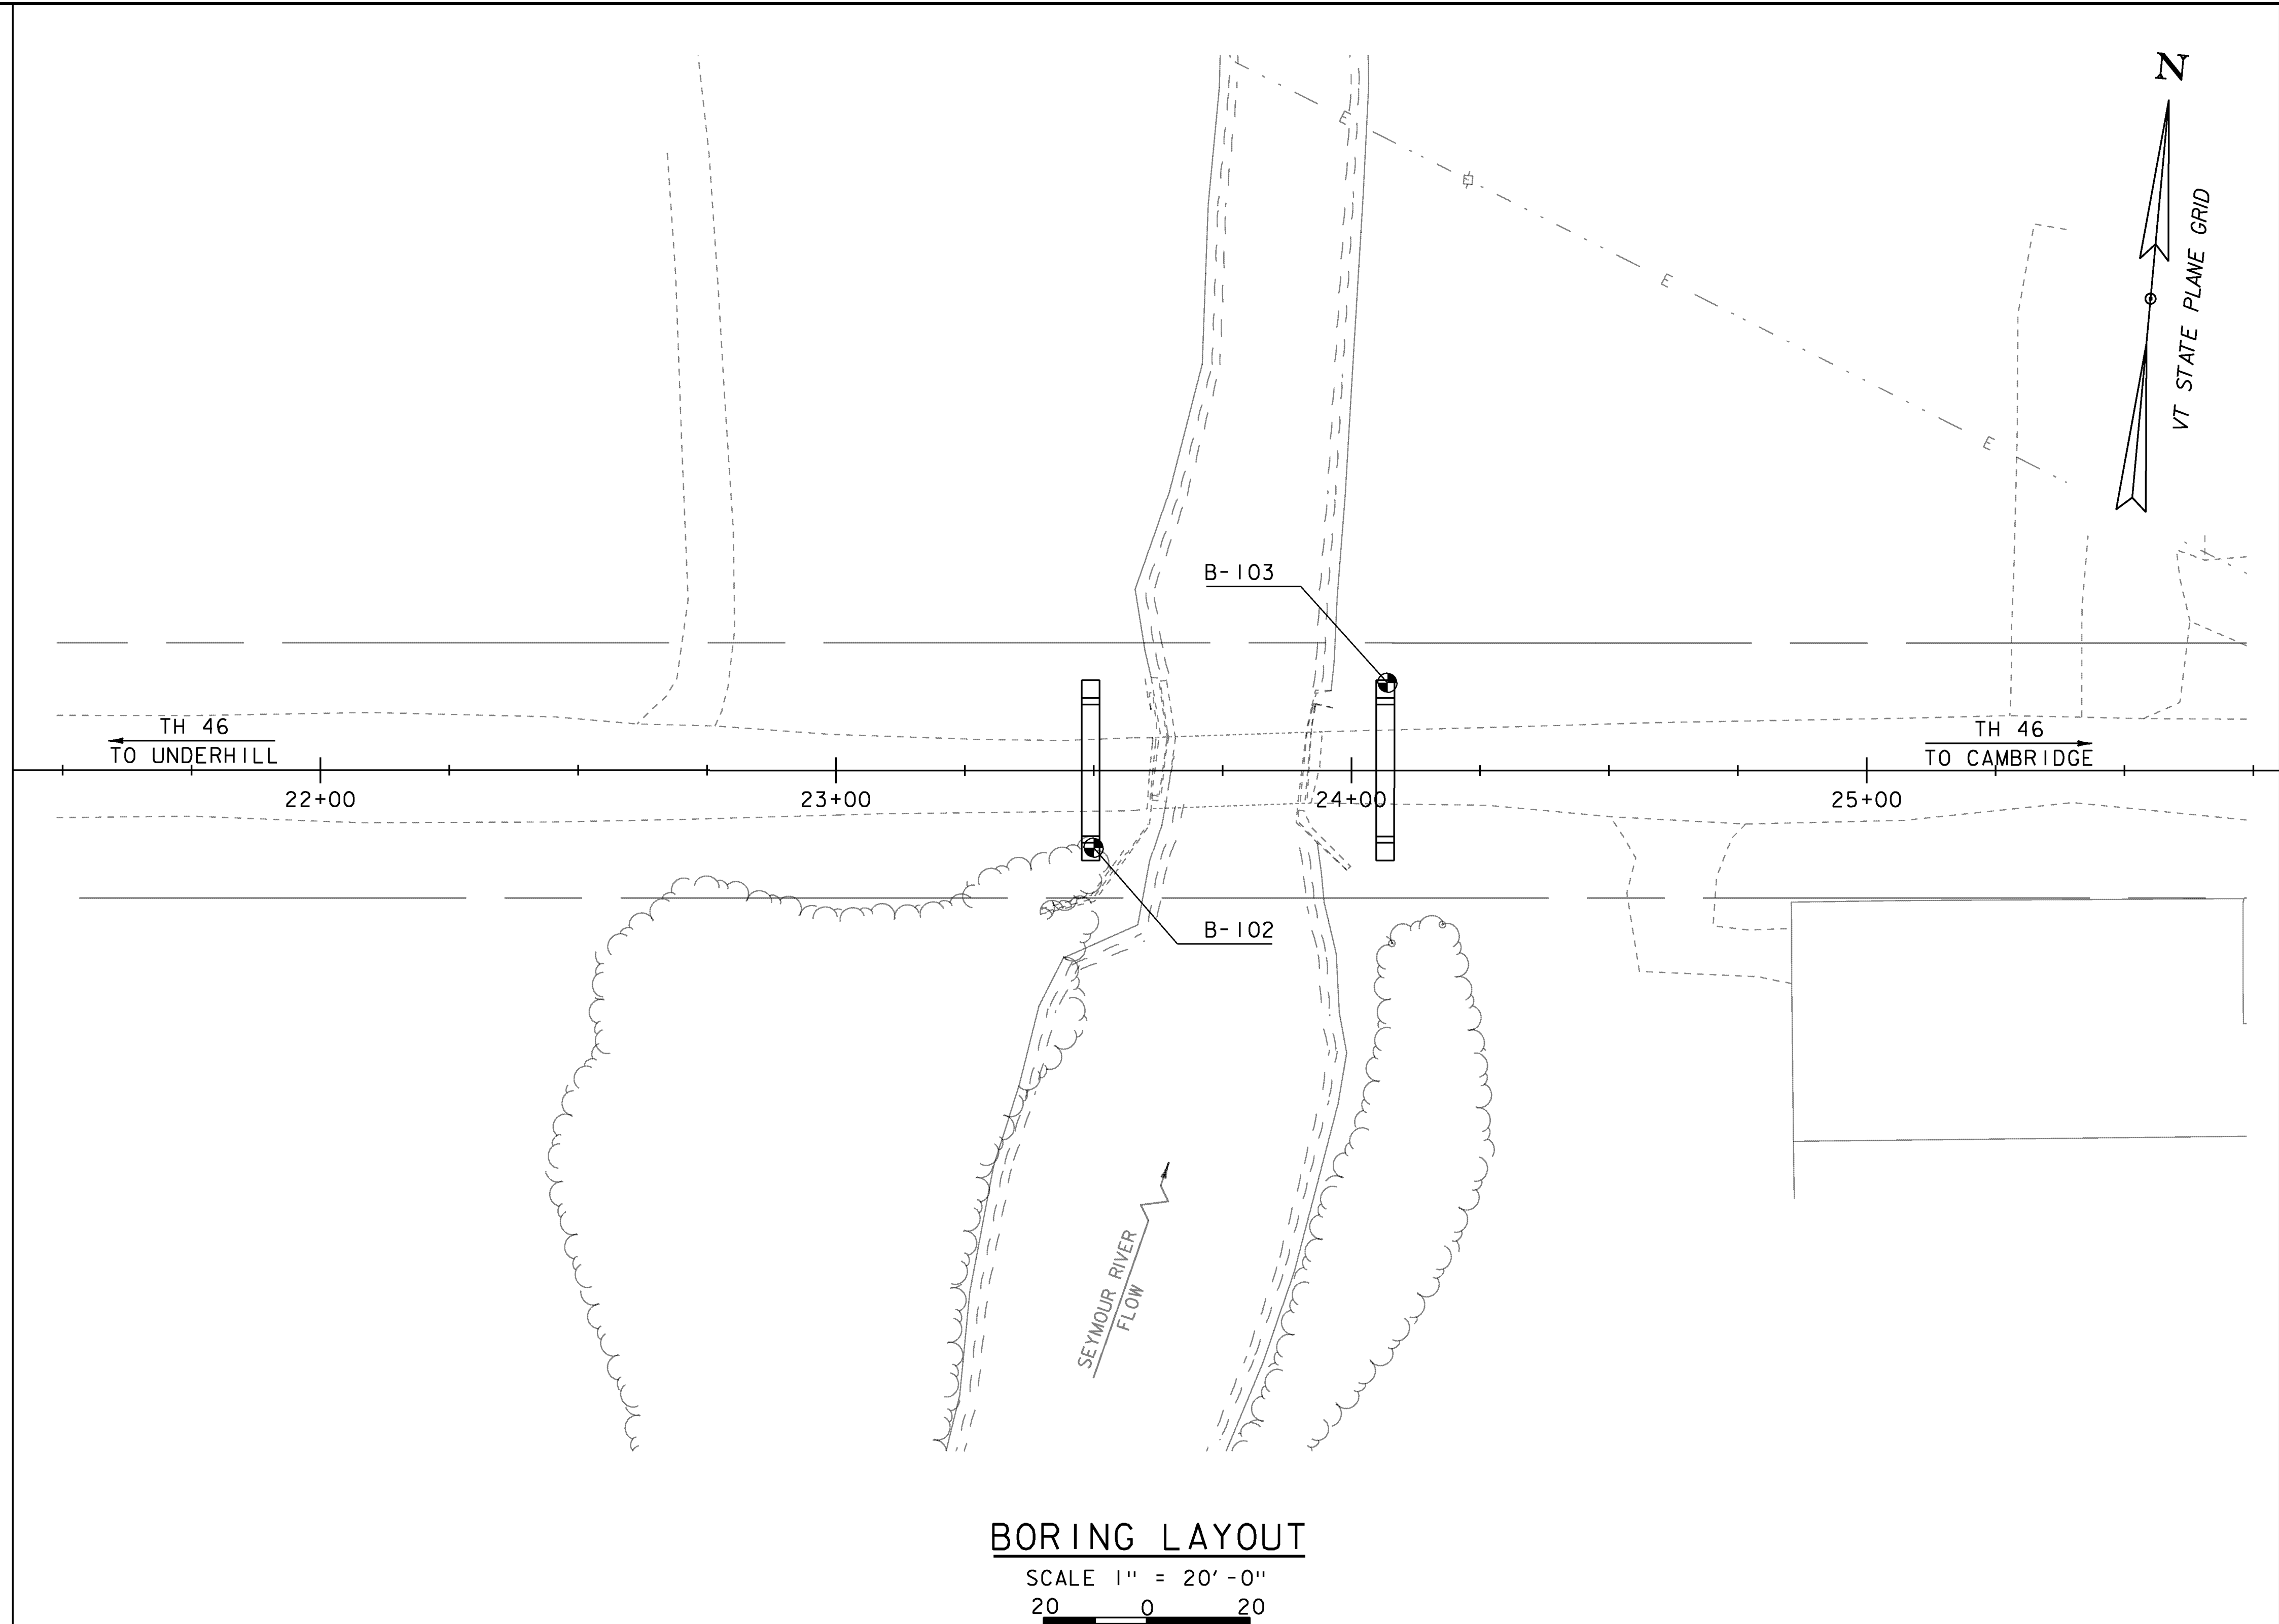 N
VT STATE PLANE GRID
E
E
E
B-103
TH 46
TO UNDERHILL
TH 46
TO CAMBRIDGE
22+00
23+00
24+00
25+00
B-102
SEYMOUR RIVER
FLOW
BORING LAYOUT
SCALE 1" = 20'-0"
20 0 20